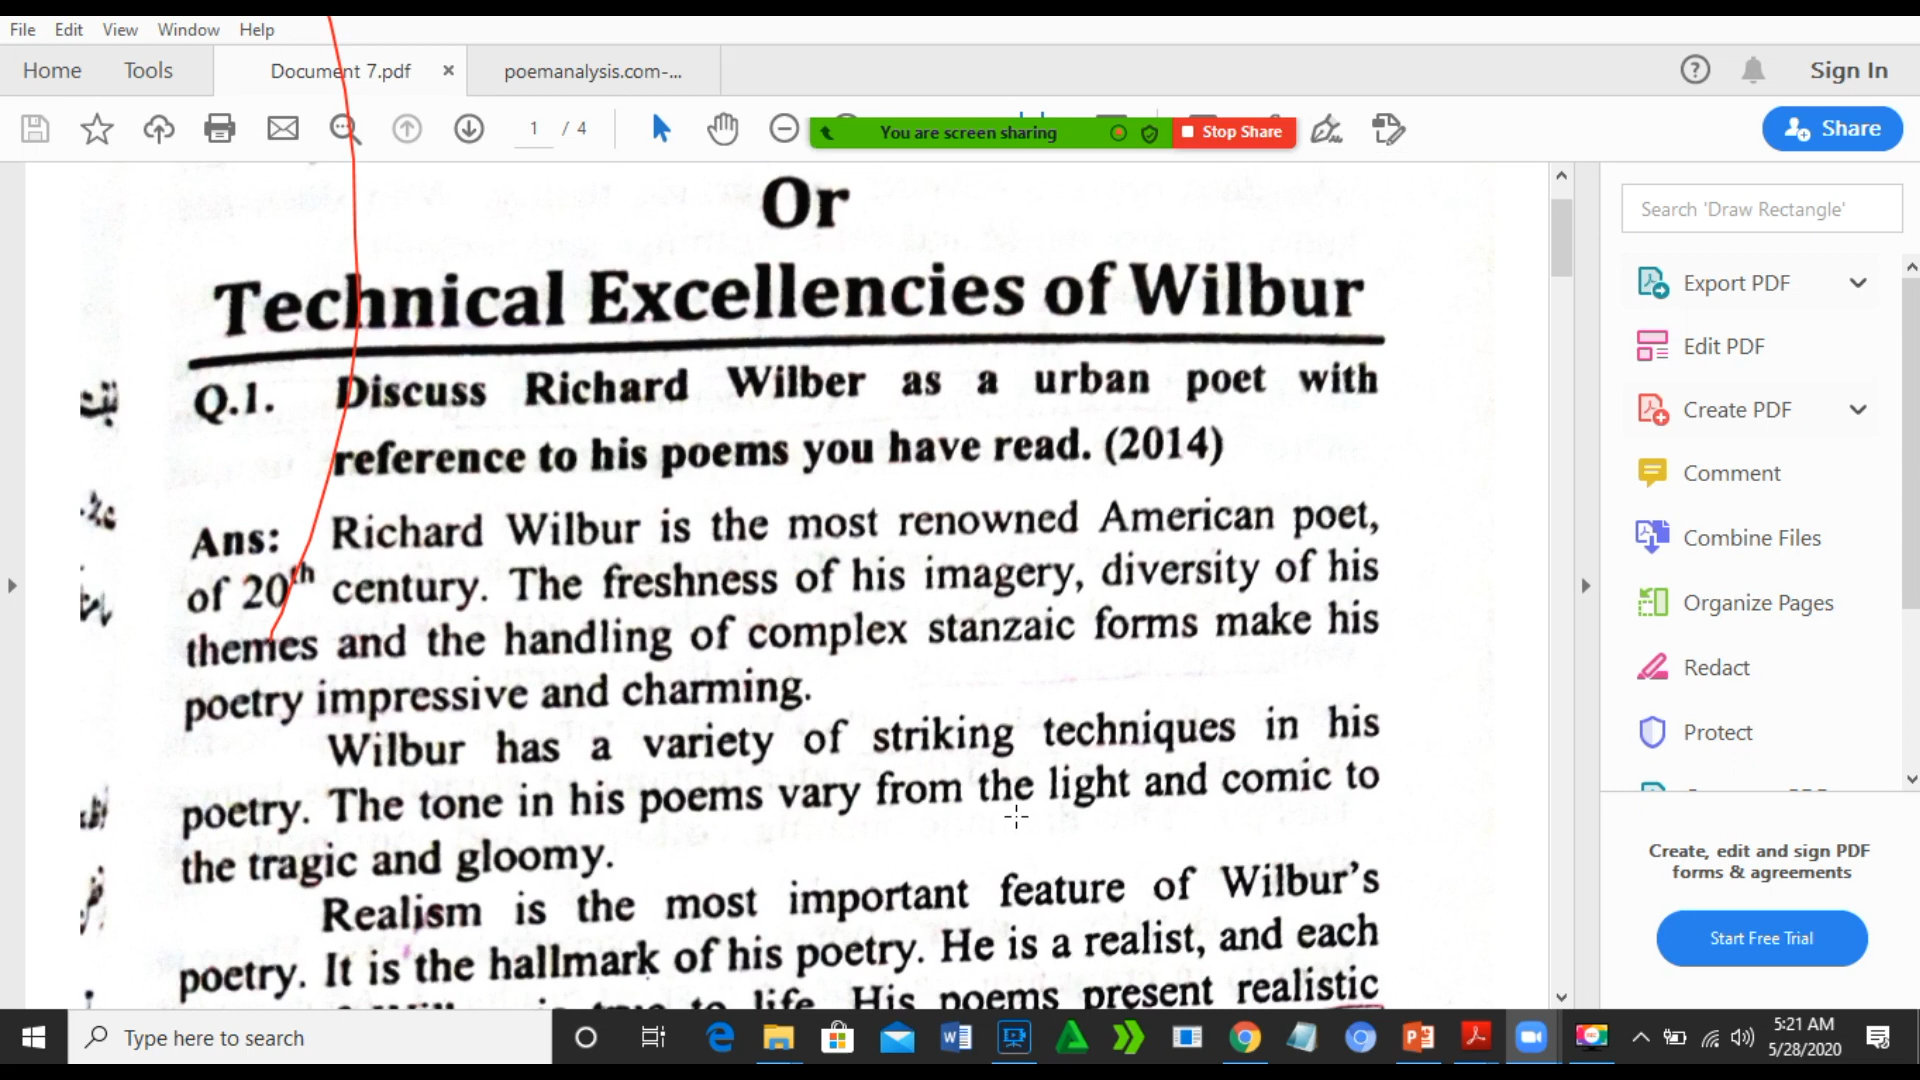 File Edit View Window Help
Home Tools Document 7.pdf × poemanalysis.com-... Sign In
1 / 4 You are screen sharing Stop Share Share
Or
Technical Excellencies of Wilbur
Q.1. Discuss Richard Wilber as a urban poet with
reference to his poems you have read. (2014)
Ans: Richard Wilbur is the most renowned American poet,
of 20th century. The freshness of his imagery, diversity of his
themes and the handling of complex stanzaic forms make his
poetry impressive and charming.
Wilbur has a variety of striking techniques in his
poetry. The tone in his poems vary from the light and comic to
the tragic and gloomy.
Realism is the most important feature of Wilbur's
poetry. It is the hallmark of his poetry. He is a realist, and each
life. His poems present realistic
Search 'Draw Rectangle'
Export PDF
Edit PDF
Create PDF
Comment
Combine Files
Organize Pages
Redact
Protect
Create, edit and sign PDF
forms & agreements
Start Free Trial
Type here to search
5:21 AM
5/28/2020